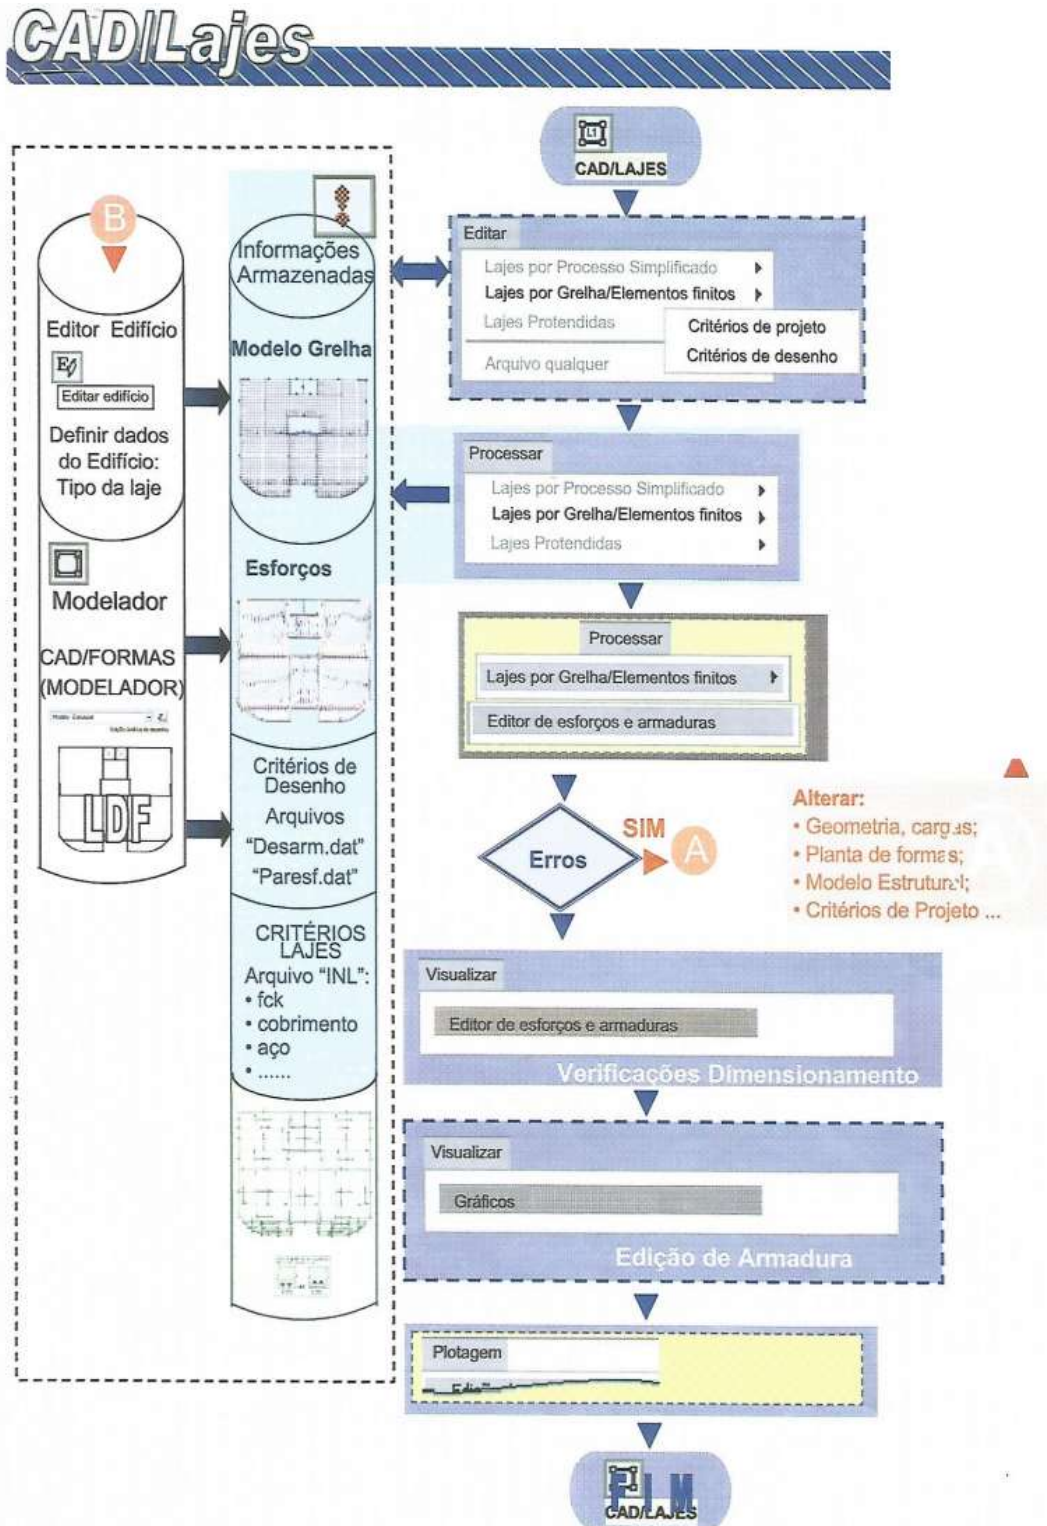 CAD/Lajes
CAD/LAJES
B
Editor Edifício
Editar edifício
Definir dados
do Edifício:
Tipo da laje
Modelador
CAD/FORMAS
(MODELADOR)
LDF
Informações
Armazenadas
Modelo Grelha
Esforços
Critérios de
Desenho
Arquivos
“Desarm.dat”
“Paresf.dat”
CRITÉRIOS
LAJES
Arquivo “INL”:
• fck
• cobrimento
• aço
• ......
Editar
Lajes por Processo Simplificado
Lajes por Grelha/Elementos finitos
Lajes Protendidas
Critérios de projeto
Critérios de desenho
Arquivo qualquer
Processar
Lajes por Processo Simplificado
Lajes por Grelha/Elementos finitos
Lajes Protendidas
Processar
Lajes por Grelha/Elementos finitos
Editor de esforços e armaduras
Erros
SIM
A
Alterar:
• Geometria, cargas;
• Planta de formas;
• Modelo Estrutural;
• Critérios de Projeto ...
Visualizar
Editor de esforços e armaduras
Verificações Dimensionamento
Visualizar
Gráficos
Edição de Armadura
Plotagem
FIM
CAD/LAJES